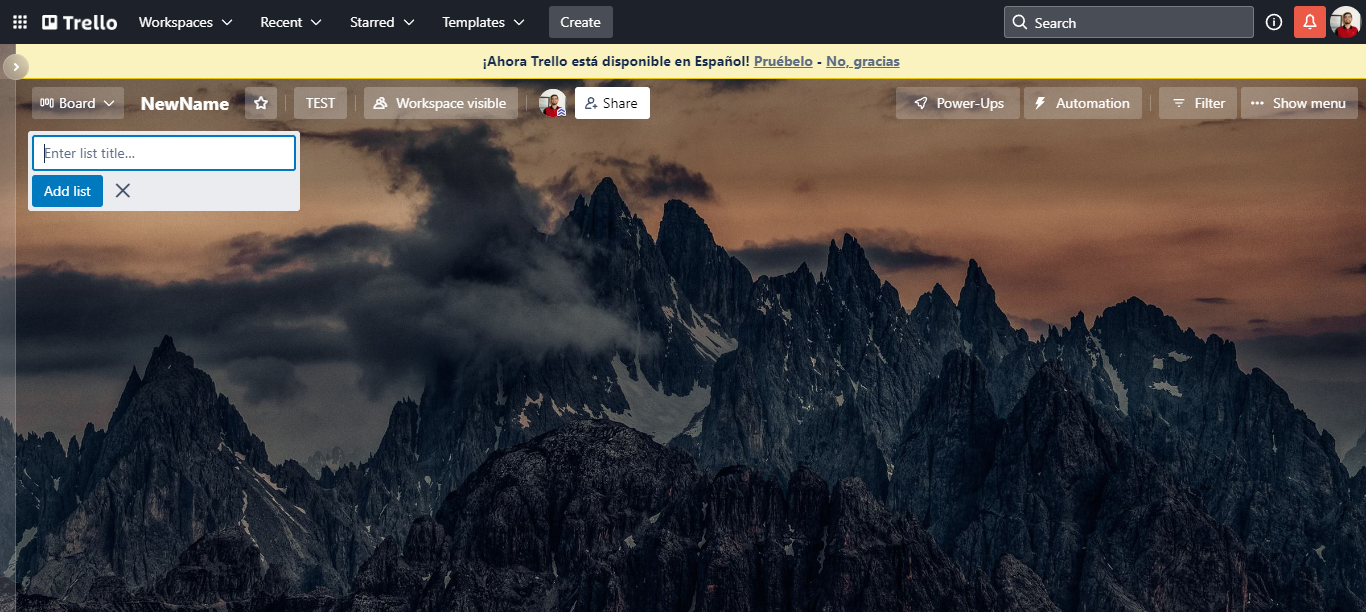 Trello Workspaces Recent Starred Templates Create Search
¡Ahora Trello está disponible en Español! Pruébelo - No, gracias
Board NewName TEST Workspace visible Share Power-Ups Automation Filter Show menu
Enter list title...
Add list